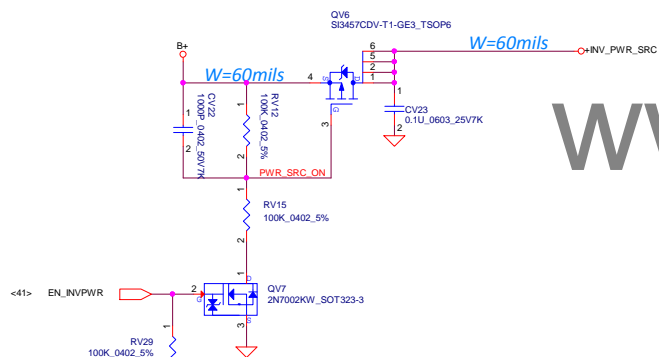 QV6
SI3457CDV-T1-GE3_TSOP6
B+
W=60mils
4
S
D
G
6
5
2
1
W=60mils
+INV_PWR_SRC
1
CV22
1000P_0402_50V7K
2
RV12
100K_0402_5%
1
2
3
1
CV23
0.1U_0603_25V7K
2
PWR_SRC_ON
1
RV15
100K_0402_5%
2
1
D
<41>
EN_INVPWR
2
G
QV7
2N7002KW_SOT323-3
S
3
1
RV29
100K_0402_5%